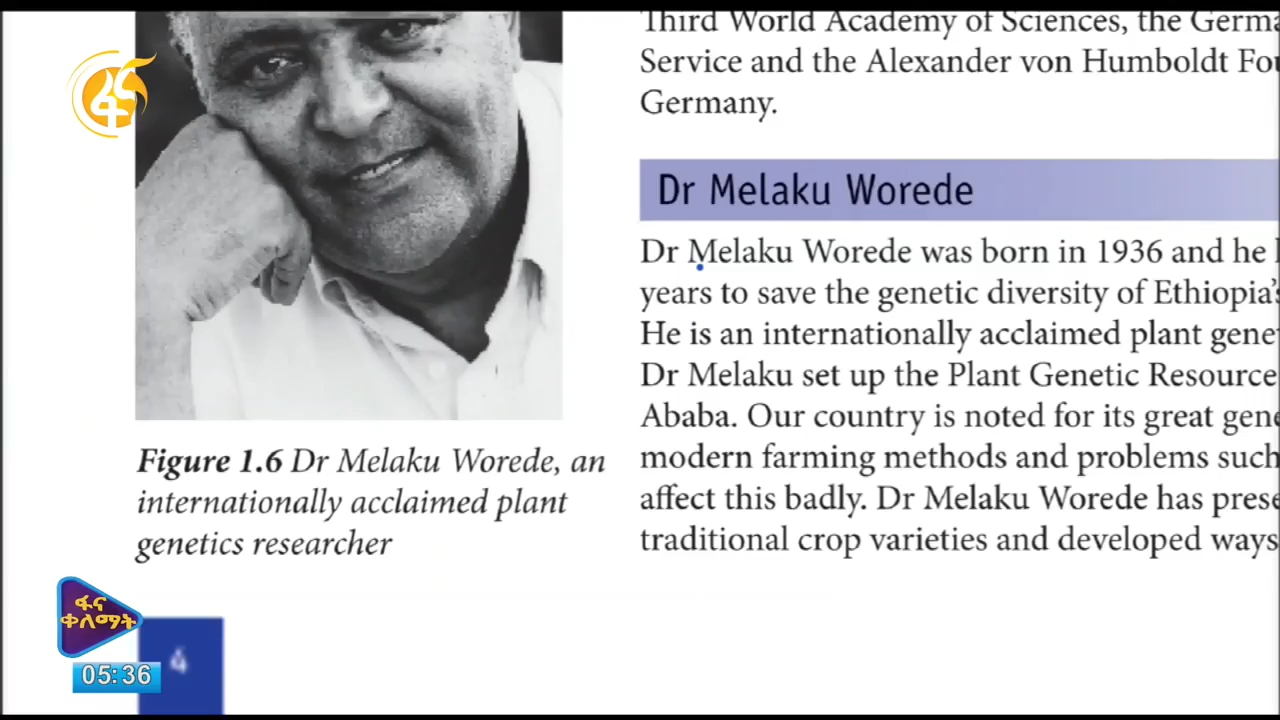 ፋና
Third World Academy of Sciences, the Germa
Service and the Alexander von Humboldt Fou
Germany.
Dr Melaku Worede
Dr Melaku Worede was born in 1936 and he
years to save the genetic diversity of Ethiopia's
He is an internationally acclaimed plant gene
Dr Melaku set up the Plant Genetic Resource
Ababa. Our country is noted for its great gene
modern farming methods and problems such
affect this badly. Dr Melaku Worede has prese
traditional crop varieties and developed ways
Figure 1.6 Dr Melaku Worede, an
internationally acclaimed plant
genetics researcher
ፋና
ቀለማት
05:36
4